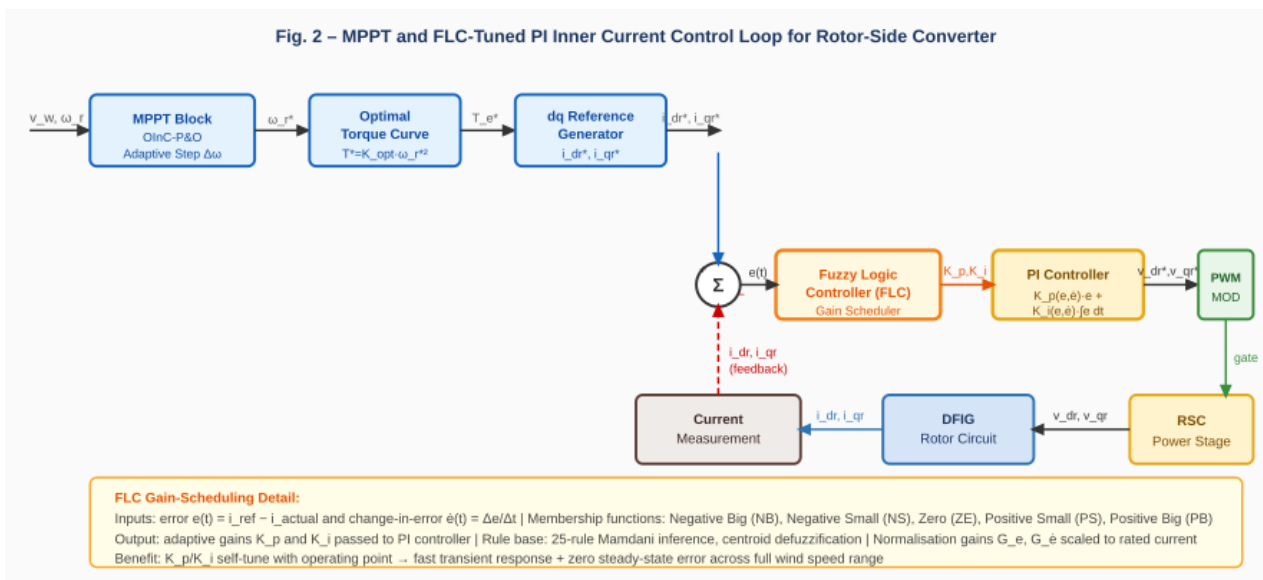 Fig. 2 – MPPT and FLC-Tuned PI Inner Current Control Loop for Rotor-Side Converter
v_w, ω_r
MPPT Block
OInC-P&O
Adaptive Step Δω
ω_r*
Optimal
Torque Curve
T*=K_opt·ω_r*²
T_e*
dq Reference
Generator
i_dr*, i_qr*
i_dr*, i_qr*
Σ
−
e(t)
Fuzzy Logic
Controller (FLC)
Gain Scheduler
K_p,K_i
PI Controller
K_p(e,ė)·e +
K_i(e,ė)·∫e dt
v_dr*,v_qr*
PWM
MOD
gate
i_dr, i_qr
(feedback)
Current
Measurement
i_dr, i_qr
DFIG
Rotor Circuit
v_dr, v_qr
RSC
Power Stage
FLC Gain-Scheduling Detail:
Inputs: error e(t) = i_ref − i_actual and change-in-error ė(t) = Δe/Δt | Membership functions: Negative Big (NB), Negative Small (NS), Zero (ZE), Positive Small (PS), Positive Big (PB)
Output: adaptive gains K_p and K_i passed to PI controller | Rule base: 25-rule Mamdani inference, centroid defuzzification | Normalisation gains G_e, G_ė scaled to rated current
Benefit: K_p/K_i self-tune with operating point → fast transient response + zero steady-state error across full wind speed range